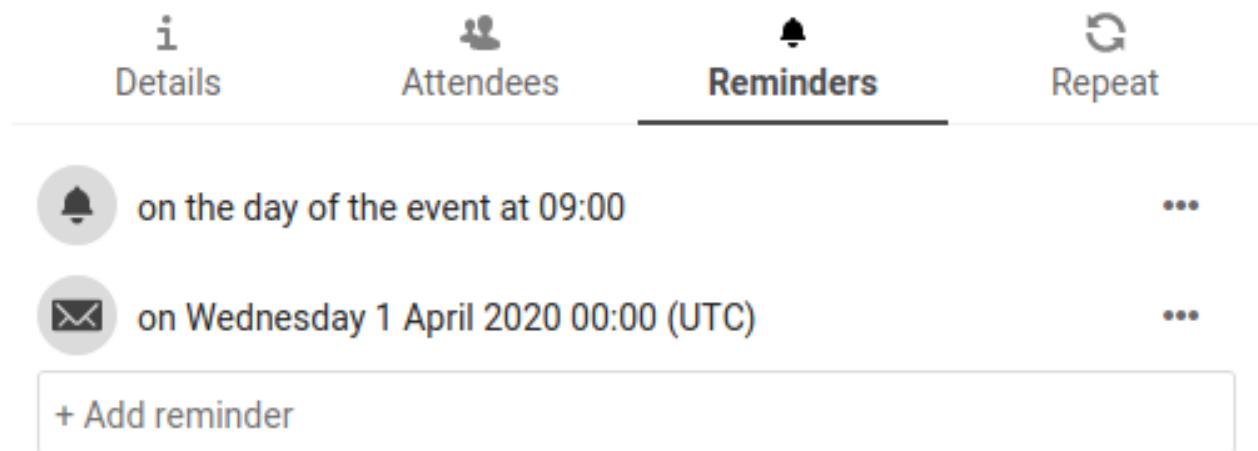 Details Attendees Reminders Repeat
on the day of the event at 09:00
on Wednesday 1 April 2020 00:00 (UTC)
+ Add reminder